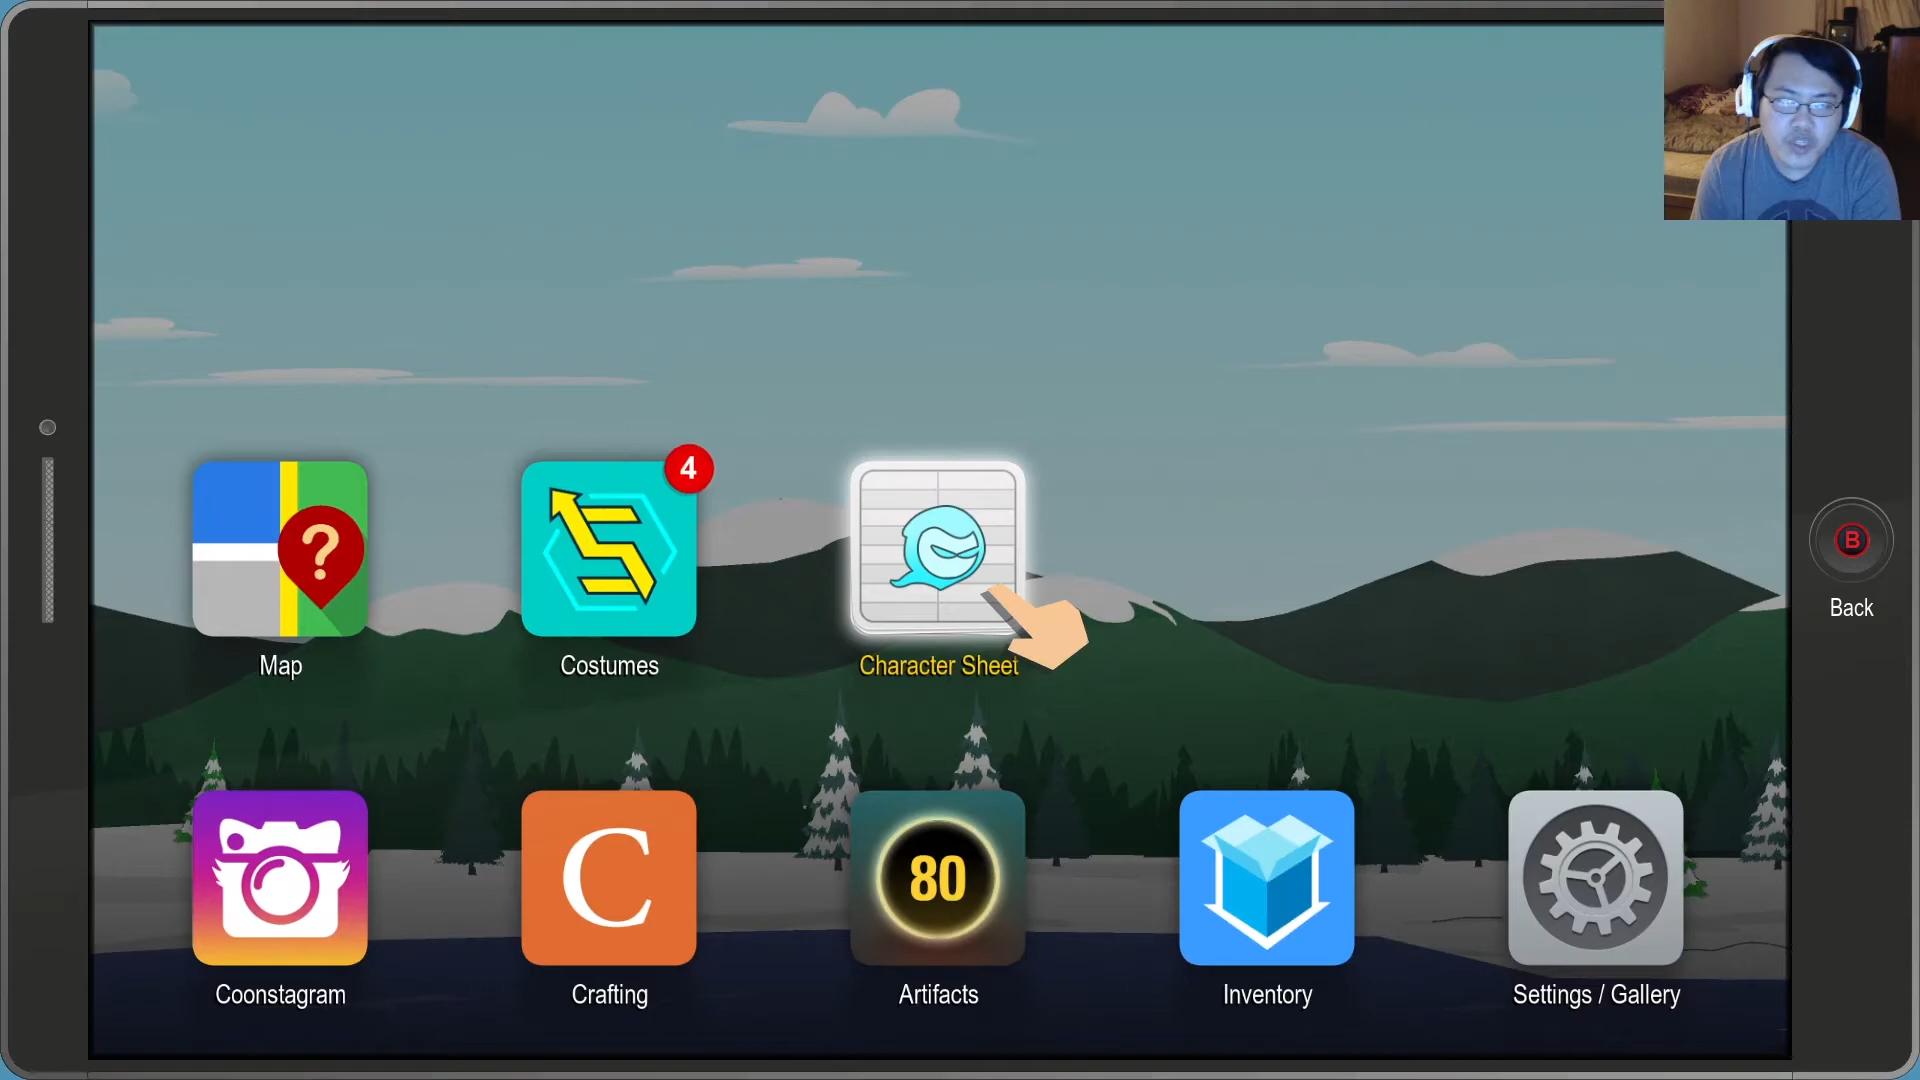 4
?
Map
Costumes
Character Sheet
B
Back
C
80
Coonstagram
Crafting
Artifacts
Inventory
Settings / Gallery